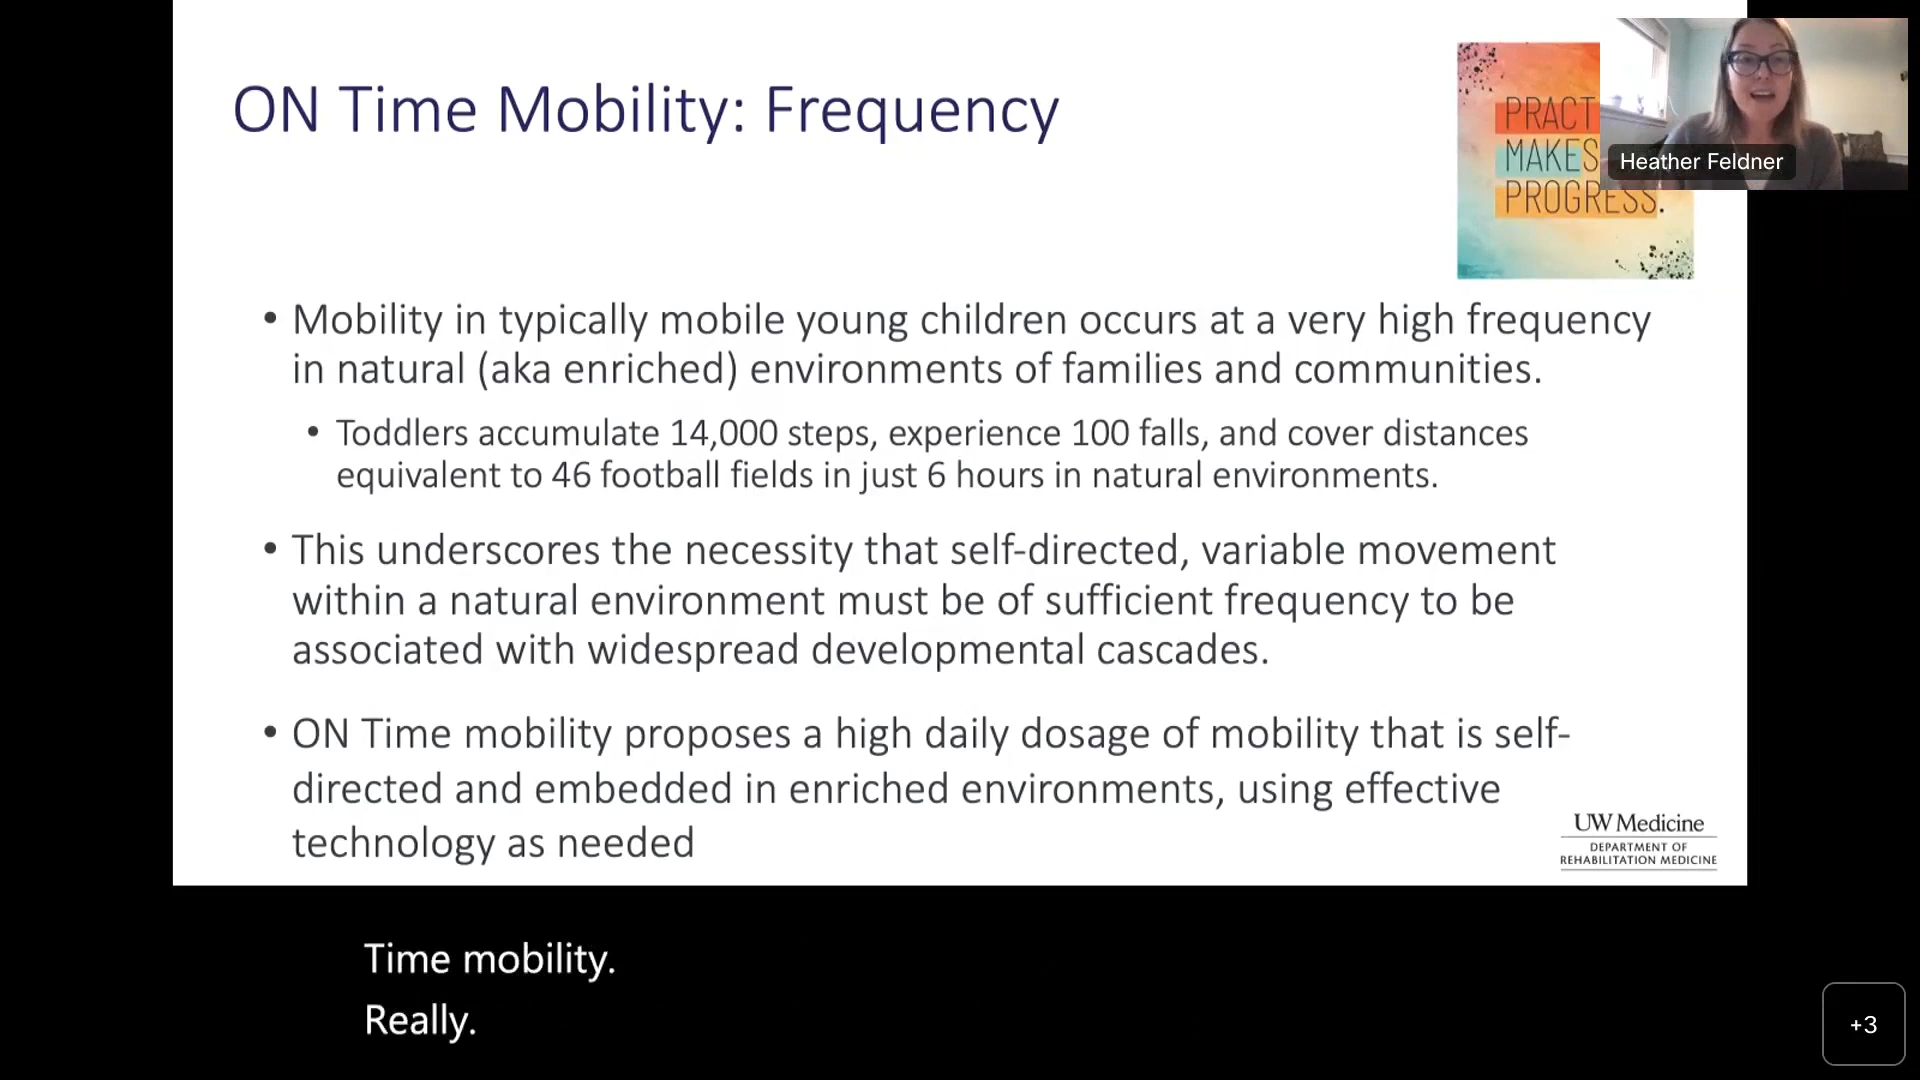 ON Time Mobility: Frequency
PRACT
MAKES
PROGRESS.
Heather Feldner
• Mobility in typically mobile young children occurs at a very high frequency
in natural (aka enriched) environments of families and communities.
• Toddlers accumulate 14,000 steps, experience 100 falls, and cover distances
equivalent to 46 football fields in just 6 hours in natural environments.
• This underscores the necessity that self-directed, variable movement
within a natural environment must be of sufficient frequency to be
associated with widespread developmental cascades.
• ON Time mobility proposes a high daily dosage of mobility that is self-
directed and embedded in enriched environments, using effective
technology as needed
UW Medicine
DEPARTMENT OF
REHABILITATION MEDICINE
Time mobility.
Really.
+3